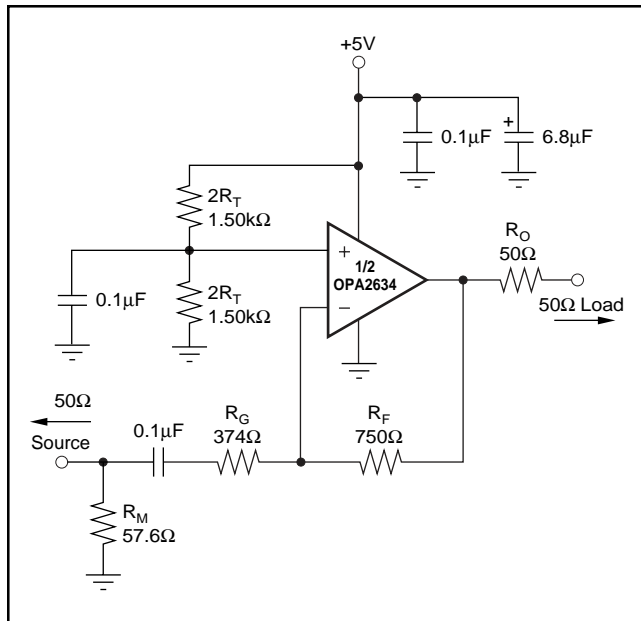 +5V
0.1µF
+
6.8µF
2R_T
1.50kΩ
+
1/2
OPA2634
−
R_O
50Ω
0.1µF
2R_T
1.50kΩ
50Ω Load
50Ω
Source
0.1µF
R_G
374Ω
R_F
750Ω
R_M
57.6Ω